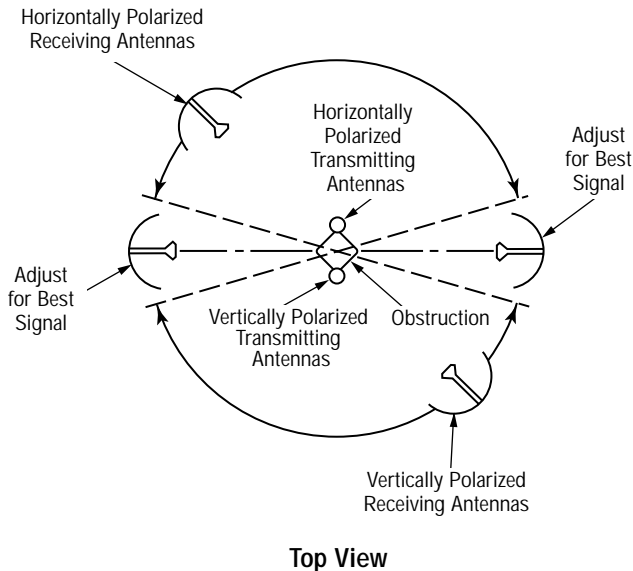 Horizontally Polarized
Receiving Antennas
Horizontally
Polarized
Transmitting
Antennas
Adjust
for Best
Signal
Adjust
for Best
Signal
Vertically Polarized
Transmitting
Antennas
Obstruction
Vertically Polarized
Receiving Antennas
Top View